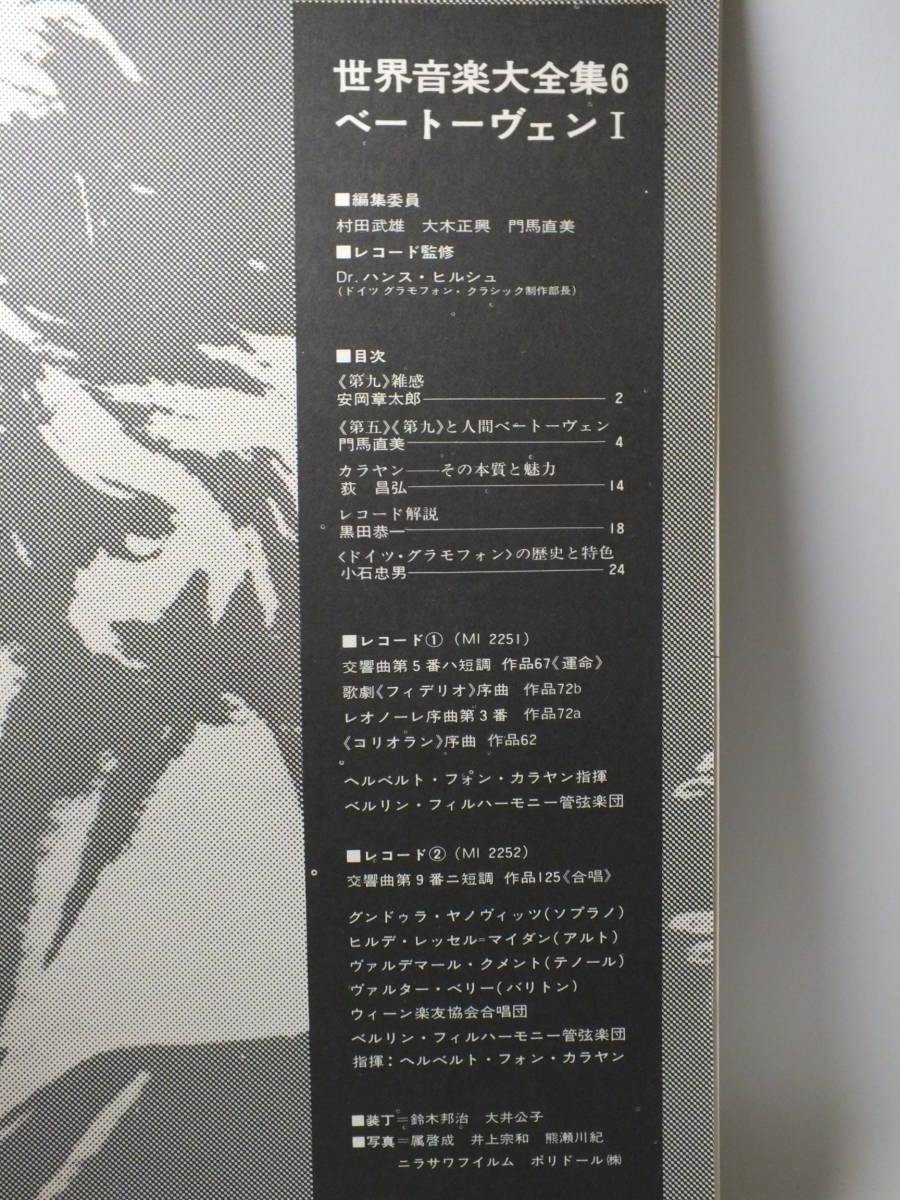 世界音楽大全集6
ベートーヴェン I
■編集委員
村田武雄 大木正興 門馬直美
■レコード監修
Dr. ハンス・ヒルシュ
(ドイツ グラモフォン・クラシック制作部長)
■目次
《第九》雑感
安岡章太郎 2
《第五》《第九》と人間ベートーヴェン
門馬直美 4
カラヤン──その本質と魅力
荻 昌弘 14
レコード解説
黒田恭一 18
〈ドイツ・グラモフォン〉の歴史と特色
小石忠男 24
■レコード① (MI 2251)
交響曲第5番ハ短調 作品67《運命》
歌劇《フィデリオ》序曲 作品72b
レオノーレ序曲第3番 作品72a
《コリオラン》序曲 作品62
ヘルベルト・フォン・カラヤン指揮
ベルリン・フィルハーモニー管弦楽団
■レコード② (MI 2252)
交響曲第9番ニ短調 作品125《合唱》
グンドゥラ・ヤノヴィッツ(ソプラノ)
ヒルデ・レッセル=マイダン(アルト)
ヴァルデマール・クメント(テノール)
ヴァルター・ベリー(バリトン)
ウィーン楽友協会合唱団
ベルリン・フィルハーモニー管弦楽団
指揮:ヘルベルト・フォン・カラヤン
■装丁=鈴木邦治 大井公子
■写真=属啓成 井上宗和 熊瀬川紀
ニラサワフイルム ポリドール㈱